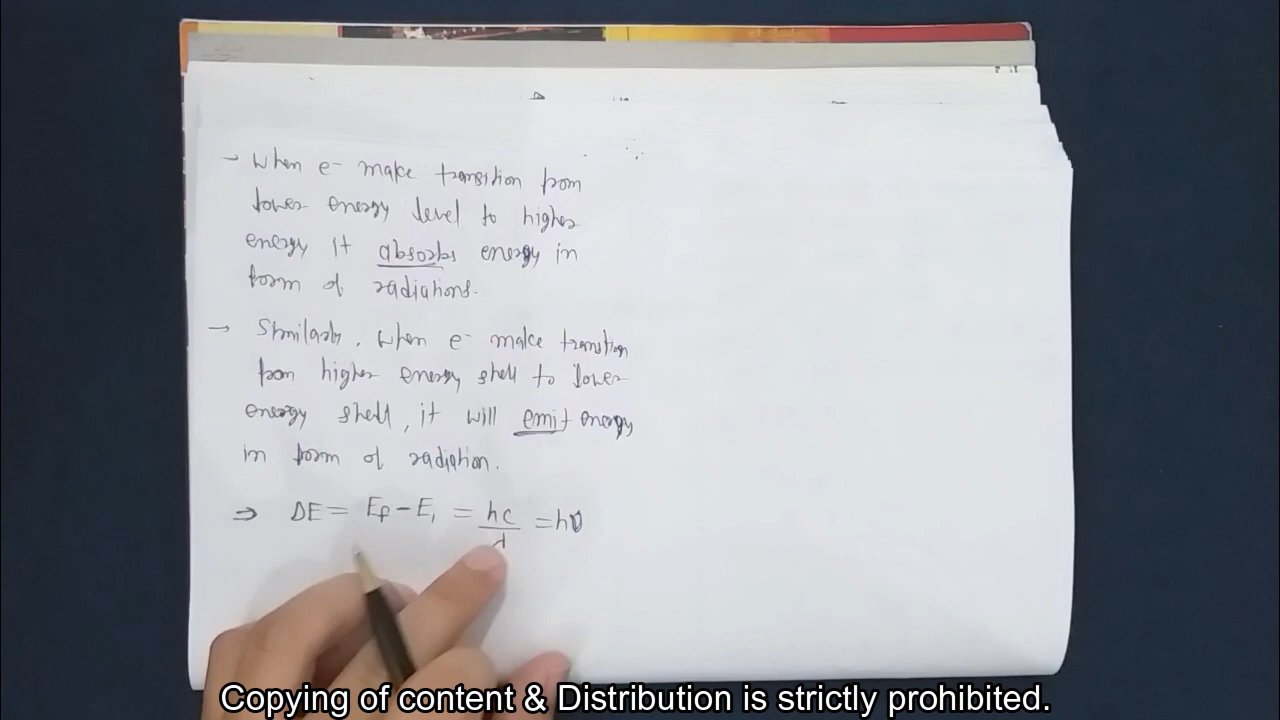 → When e- make transition from
lower energy level to higher
energy it absorbs energy in
form of radiations.
→ Similarly, when e- make transition
from higher energy shell to lower
energy shell, it will emit energy
in form of radiation.
⇒ ΔE = Ef - Ei = hc/λ = hν
Copying of content & Distribution is strictly prohibited.